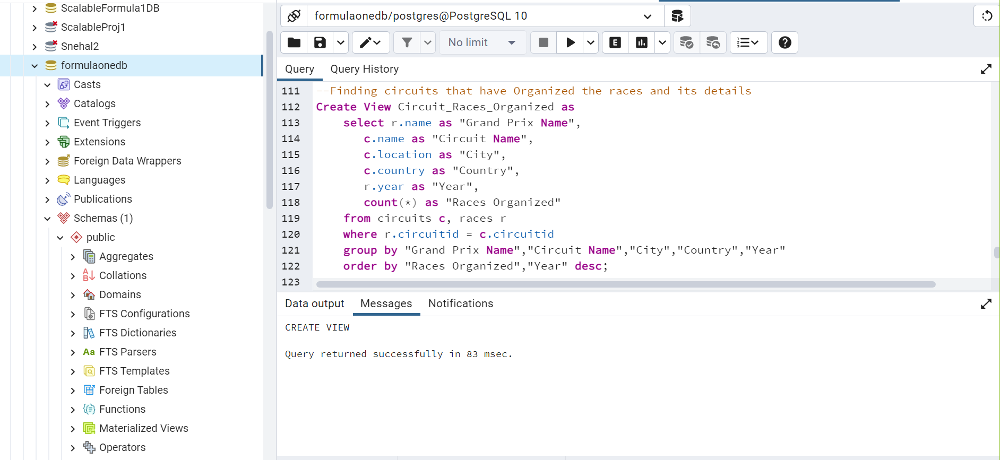 ScalableFormula1DB
ScalableProj1
Snehal2
formulaonedb
Casts
Catalogs
Event Triggers
Extensions
Foreign Data Wrappers
Languages
Publications
Schemas (1)
public
Aggregates
Collations
Domains
FTS Configurations
FTS Dictionaries
Aa FTS Parsers
FTS Templates
Foreign Tables
Functions
Materialized Views
Operators
formulaonedb/postgres@PostgreSQL 10
No limit
E
Query Query History
111 --Finding circuits that have Organized the races and its details
112 Create View Circuit_Races_Organized as
113 select r.name as "Grand Prix Name",
114 c.name as "Circuit Name",
115 c.location as "City",
116 c.country as "Country",
117 r.year as "Year",
118 count(*) as "Races Organized"
119 from circuits c, races r
120 where r.circuitid = c.circuitid
121 group by "Grand Prix Name","Circuit Name","City","Country","Year"
122 order by "Races Organized","Year" desc;
123
Data output Messages Notifications
CREATE VIEW
Query returned successfully in 83 msec.